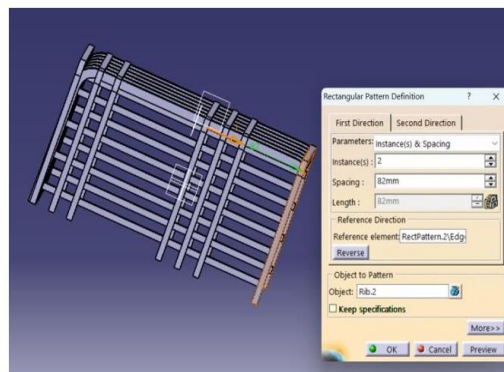 Rectangular Pattern Definition ? X
First Direction Second Direction
Parameters: Instance(s) & Spacing
Instance(s) : 2
Spacing : 82mm
Length : 82mm
Reference Direction
Reference element: RectPattern.2\Edg
Reverse
Object to Pattern
Object: Rib.2
Keep specifications
More>>
OK Cancel Preview